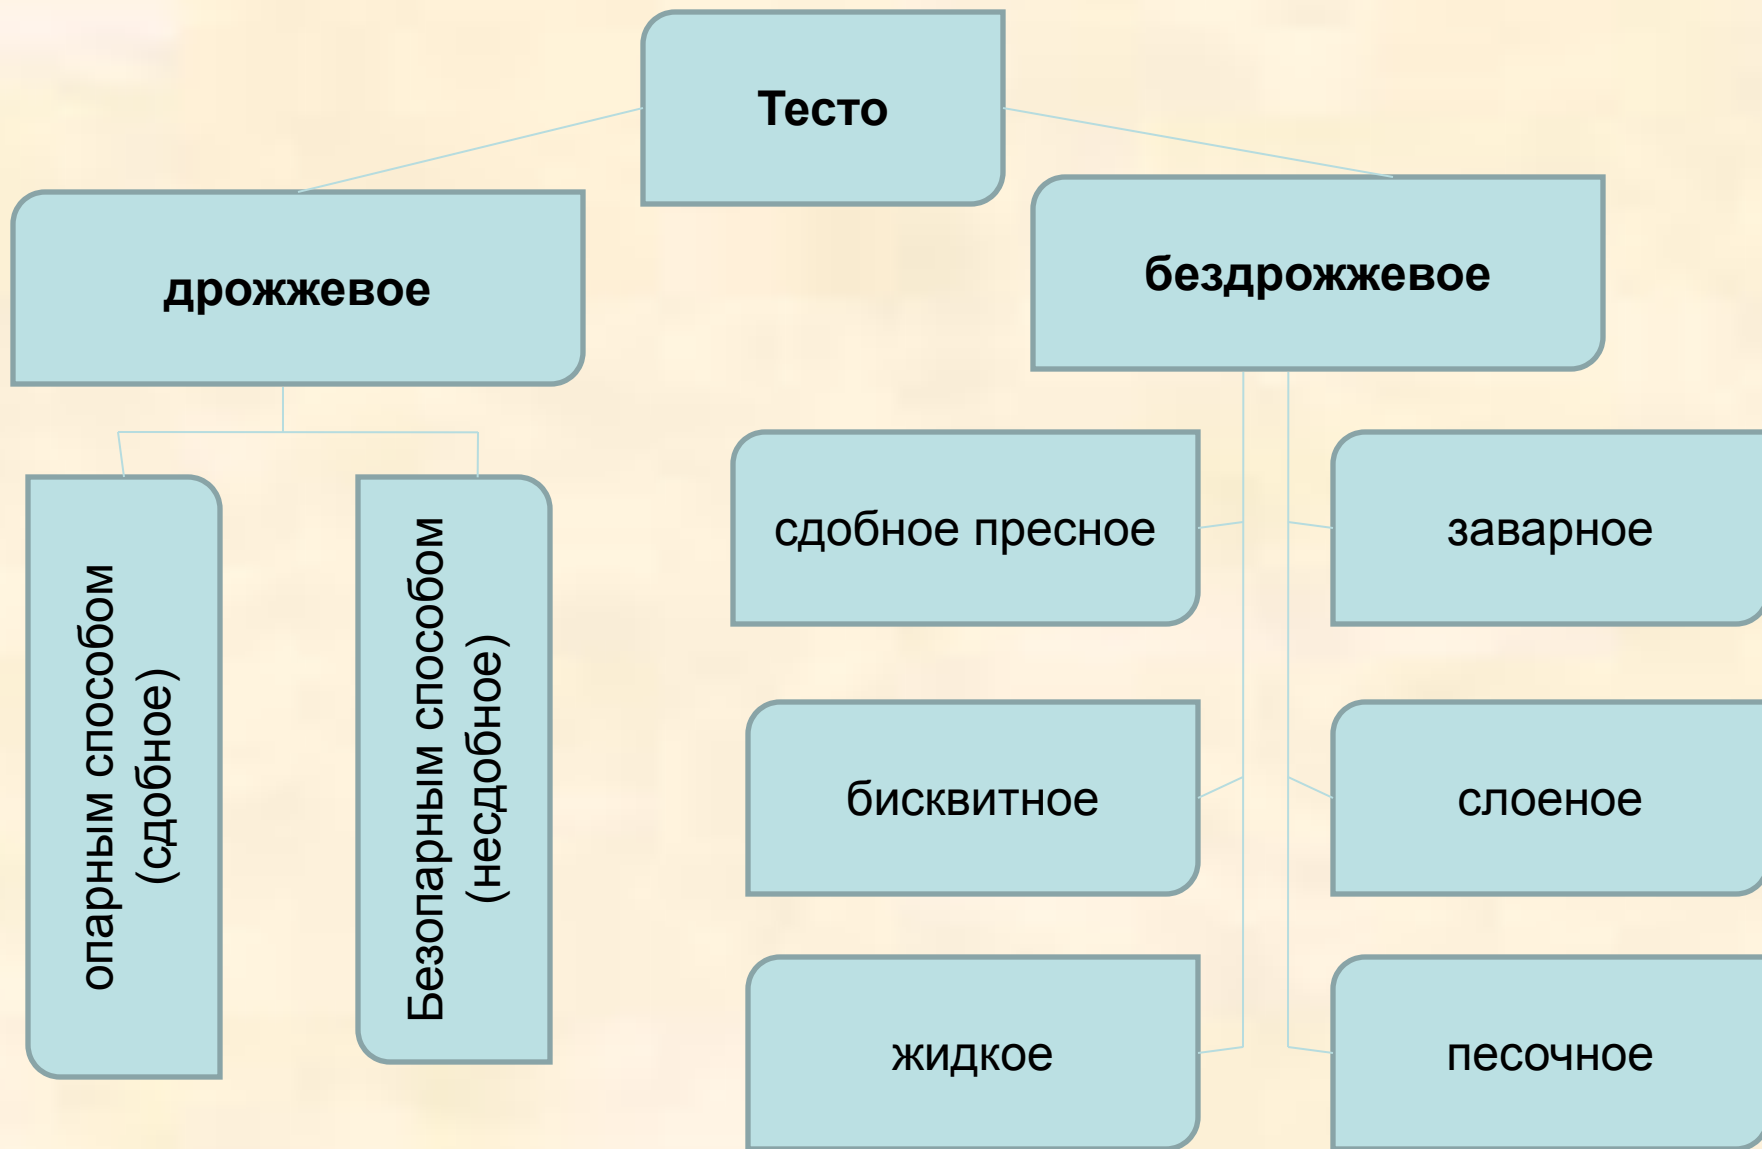 Тесто
дрожжевое
бездрожжевое
опарным способом
(сдобное)
Безопарным способом
(несдобное)
сдобное пресное
заварное
бисквитное
слоеное
жидкое
песочное